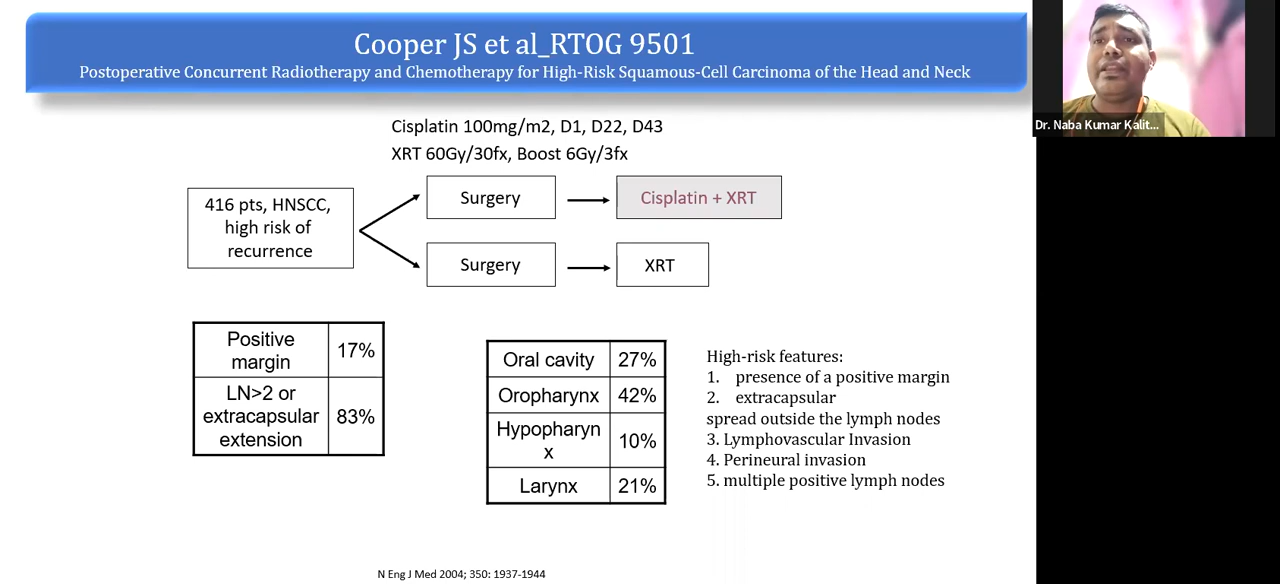 Cooper JS et al_RTOG 9501
Postoperative Concurrent Radiotherapy and Chemotherapy for High-Risk Squamous-Cell Carcinoma of the Head and Neck
Dr. Naba Kumar Kalit...
Cisplatin 100mg/m2, D1, D22, D43
XRT 60Gy/30fx, Boost 6Gy/3fx
416 pts, HNSCC,
high risk of
recurrence
Surgery
Cisplatin + XRT
Surgery
XRT
Positive
margin
17%
LN>2 or
extracapsular
extension
83%
Oral cavity
27%
Oropharynx
42%
Hypopharyn
x
10%
Larynx
21%
High-risk features:
1. presence of a positive margin
2. extracapsular
spread outside the lymph nodes
3. Lymphovascular Invasion
4. Perineural invasion
5. multiple positive lymph nodes
N Eng J Med 2004; 350: 1937-1944